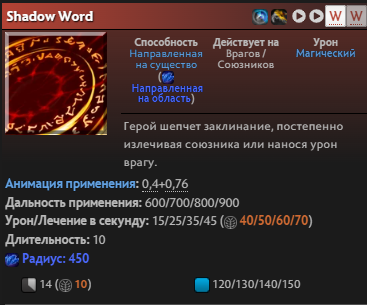 Shadow Word W W
Способность
Направленная
на существо
(
Направленная
на область)
Действует на
Врагов /
Союзников
Урон
Магический
Герой шепчет заклинание, постепенно
излечивая союзника или нанося урон
врагу.
Анимация применения: 0,4+0,76
Дальность применения: 600/700/800/900
Урон/Лечение в секунду: 15/25/35/45 ( 40/50/60/70)
Длительность: 10
Радиус: 450
14 ( 10) 120/130/140/150